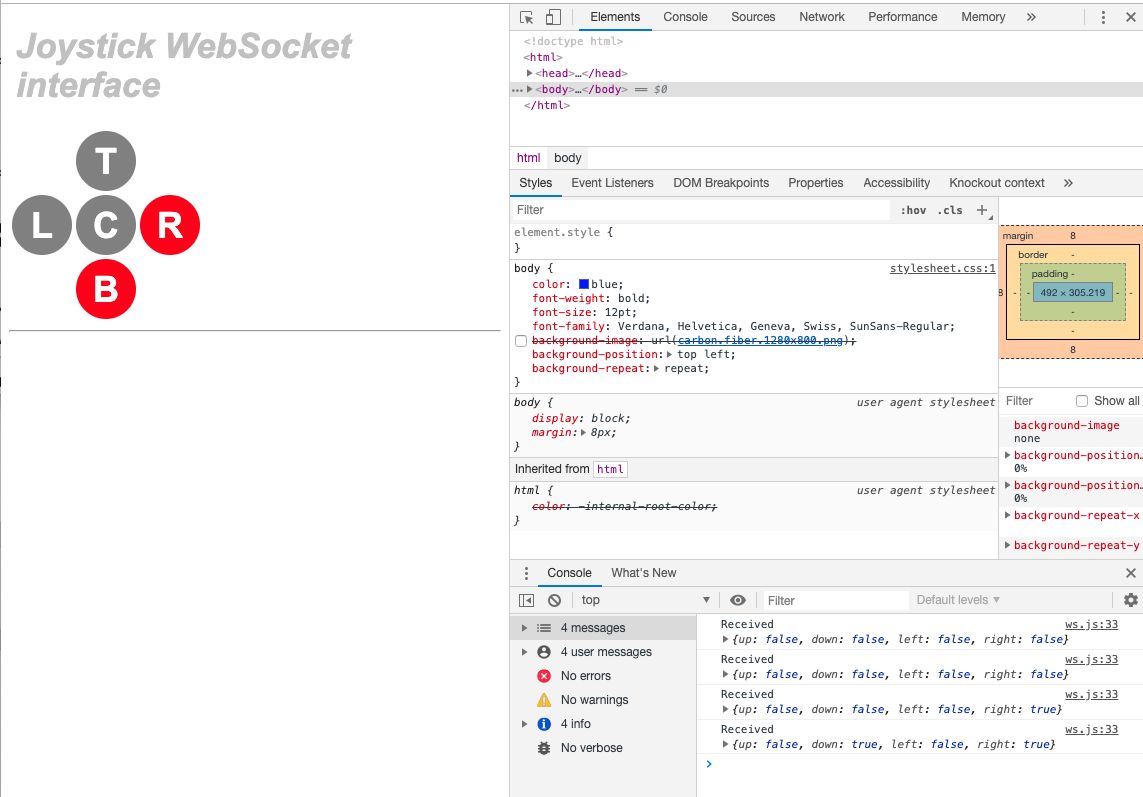 Joystick WebSocket
interface
T
L C R
B
Elements Console Sources Network Performance Memory »
<!doctype html>
<html>
<head>…</head>
… <body>…</body> == $0
</html>
html body
Styles Event Listeners DOM Breakpoints Properties Accessibility Knockout context »
Filter :hov .cls +
element.style {
}
body { stylesheet.css:1
color: blue;
font-weight: bold;
font-size: 12pt;
font-family: Verdana, Helvetica, Geneva, Swiss, SunSans-Regular;
background-image: url(carbon.fiber.1280x800.png);
background-position: top left;
background-repeat: repeat;
}
body { user agent stylesheet
display: block;
margin: 8px;
}
Inherited from html
html { user agent stylesheet
color: -internal-root-color;
}
margin 8
border -
padding -
8 - - 492 × 305.219 - -
-
-
8
Filter Show all
background-image
none
background-position…
0%
background-position…
0%
background-repeat-x
background-repeat-y
Console What's New
top Filter Default levels
4 messages
4 user messages
No errors
No warnings
4 info
No verbose
Received ws.js:33
{up: false, down: false, left: false, right: false}
Received ws.js:33
{up: false, down: false, left: false, right: false}
Received ws.js:33
{up: false, down: false, left: false, right: true}
Received ws.js:33
{up: false, down: true, left: false, right: true}
>